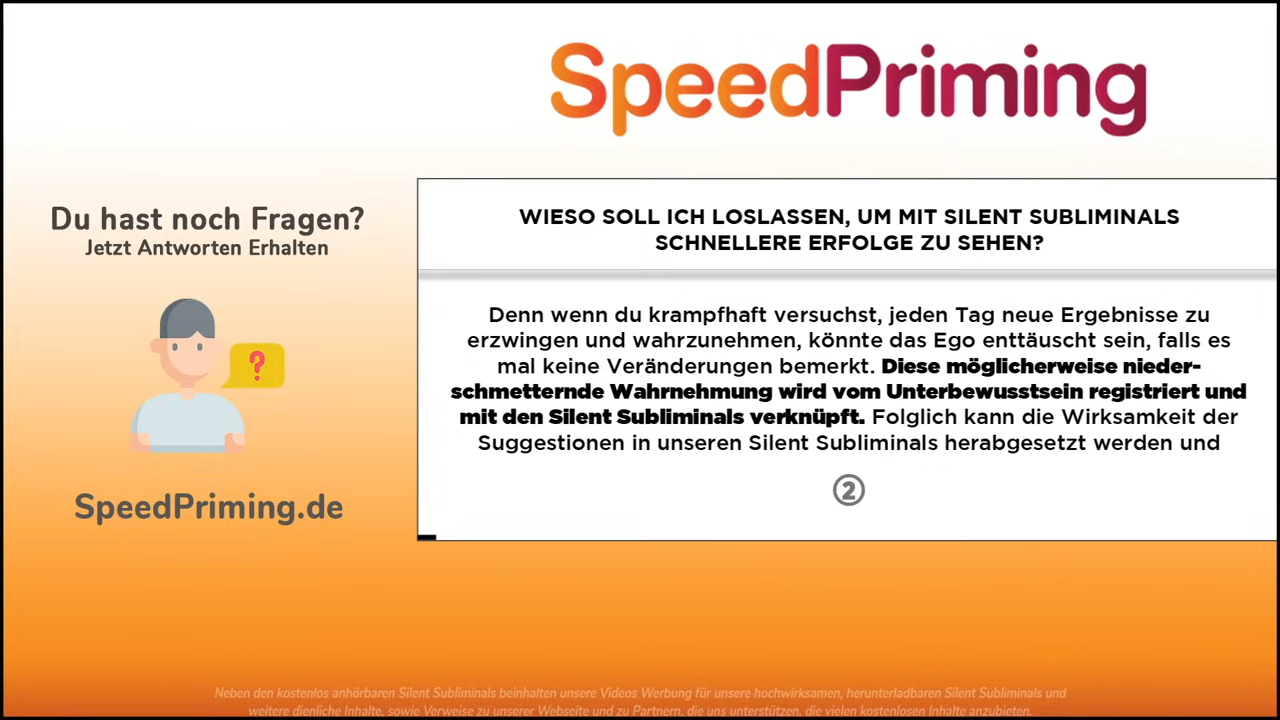 SpeedPriming
Du hast noch Fragen?
Jetzt Antworten Erhalten
?
SpeedPriming.de
WIESO SOLL ICH LOSLASSEN, UM MIT SILENT SUBLIMINALS
SCHNELLERE ERFOLGE ZU SEHEN?
Denn wenn du krampfhaft versuchst, jeden Tag neue Ergebnisse zu
erzwingen und wahrzunehmen, könnte das Ego enttäuscht sein, falls es
mal keine Veränderungen bemerkt. Diese möglicherweise nieder-
schmetternde Wahrnehmung wird vom Unterbewusstsein registriert und
mit den Silent Subliminals verknüpft. Folglich kann die Wirksamkeit der
Suggestionen in unseren Silent Subliminals herabgesetzt werden und
2
Neben den kostenlos anhörbaren Silent Subliminals beinhalten unsere Videos Werbung für unsere hochwirksamen, herunterladbaren Silent Subliminals und
weitere dienliche Inhalte, sowie Verweise zu unserer Webseite und zu Partnern, die uns unterstützen, die vielen kostenlosen Inhalte anzubieten.